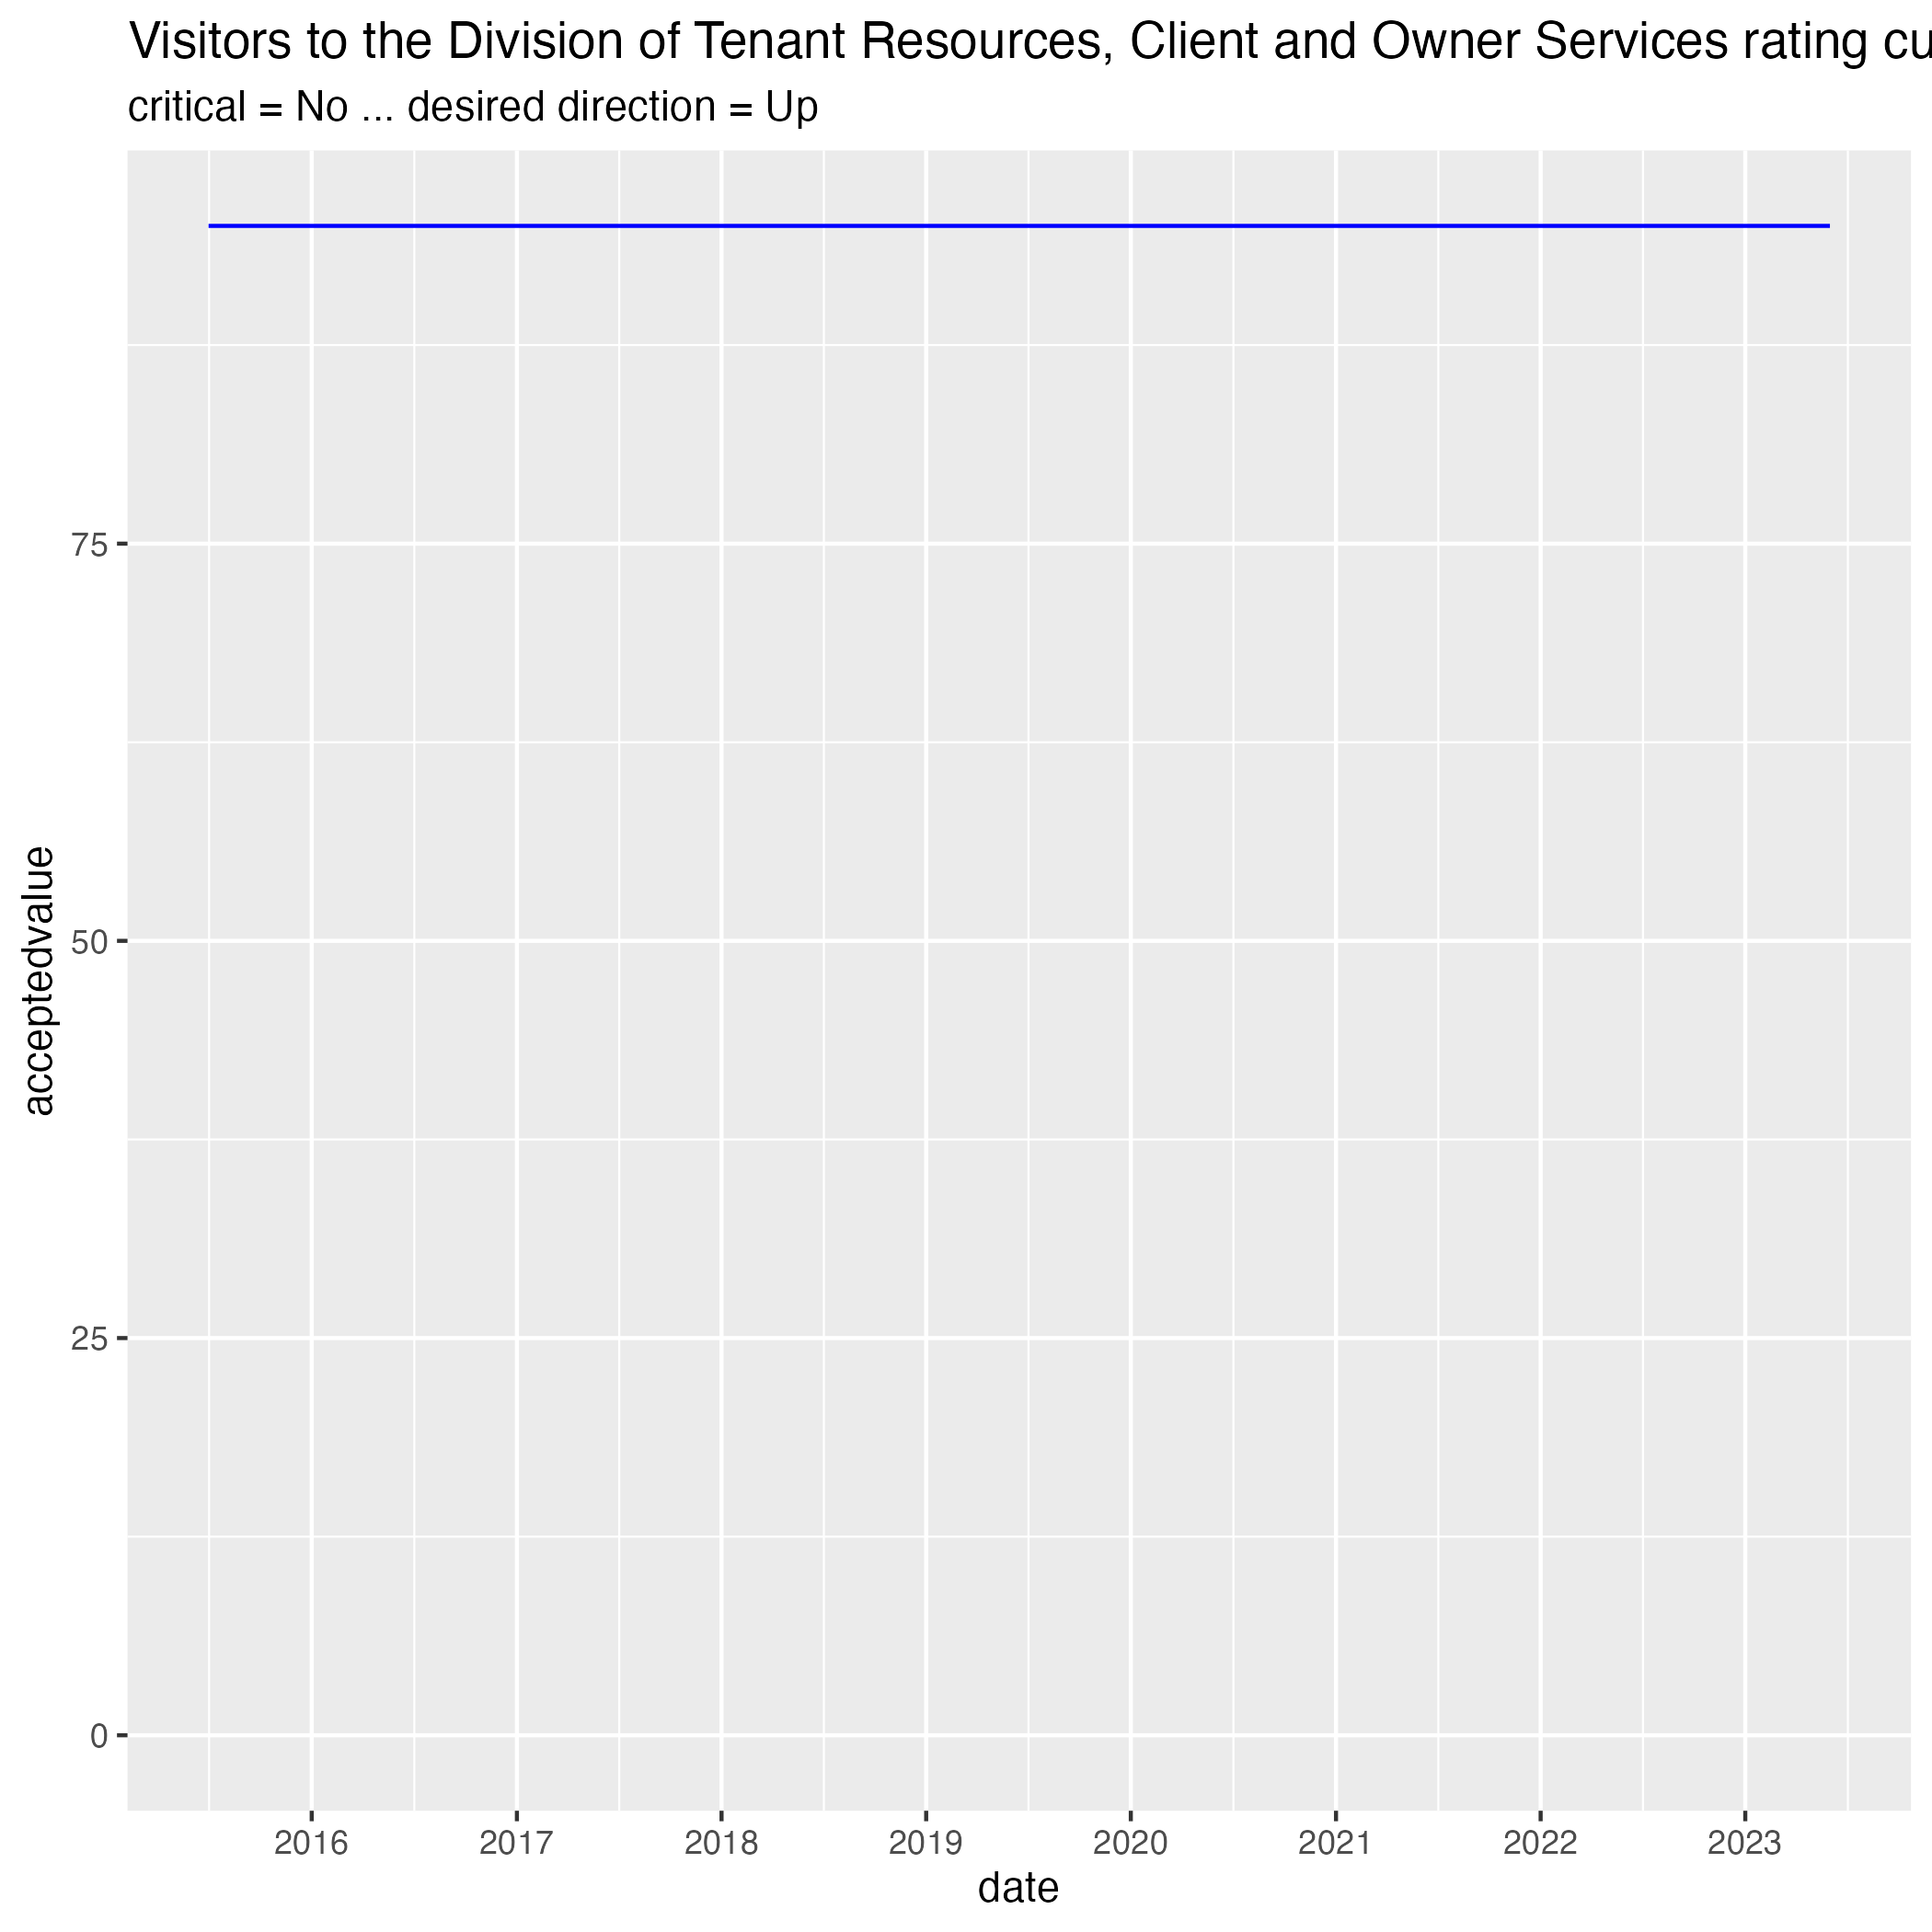 Visitors to the Division of Tenant Resources, Client and Owner Services rating cu
critical = No ... desired direction = Up
75
50
25
0
acceptedvalue
2016 2017 2018 2019 2020 2021 2022 2023
date